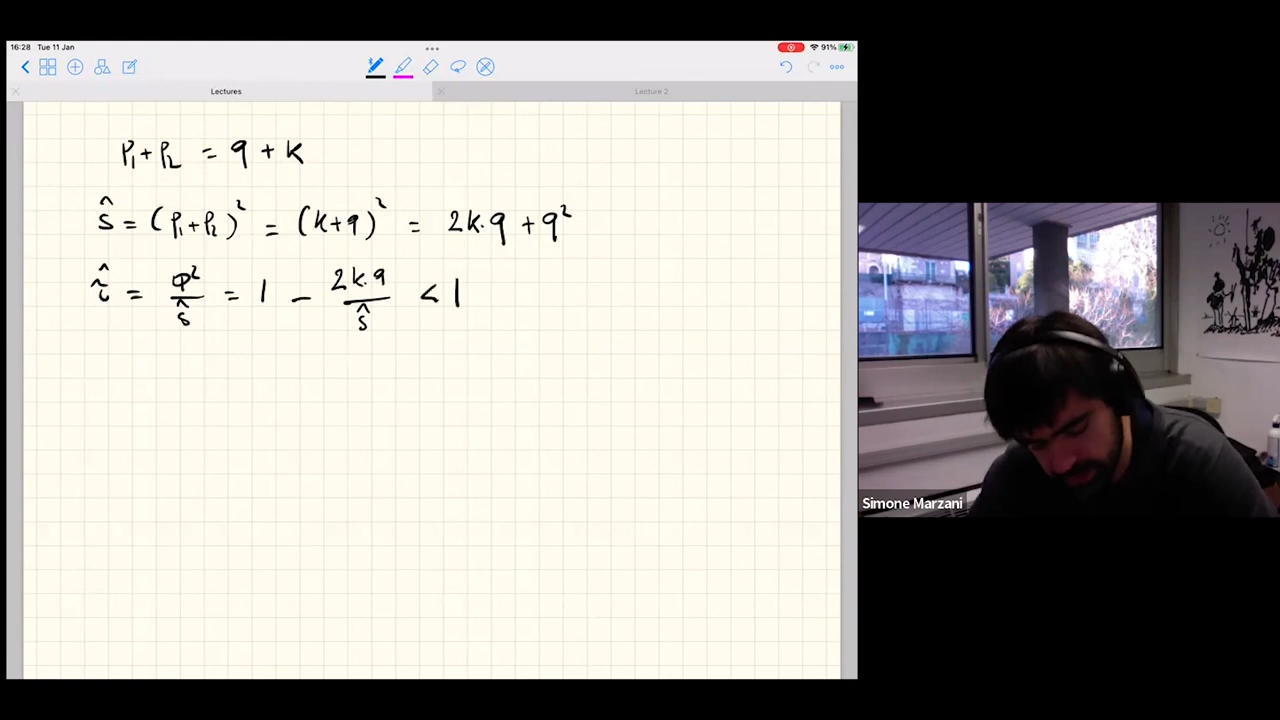 16:28 Tue 11 Jan
91%
Lectures
Lecture 2
p₁+p₂ = q + k
ŝ = (p₁+p₂)² = (k+q)² = 2k·q + q²
τ̂ = Q²/ŝ = 1 − 2k·q/ŝ < 1
Simone Marzani